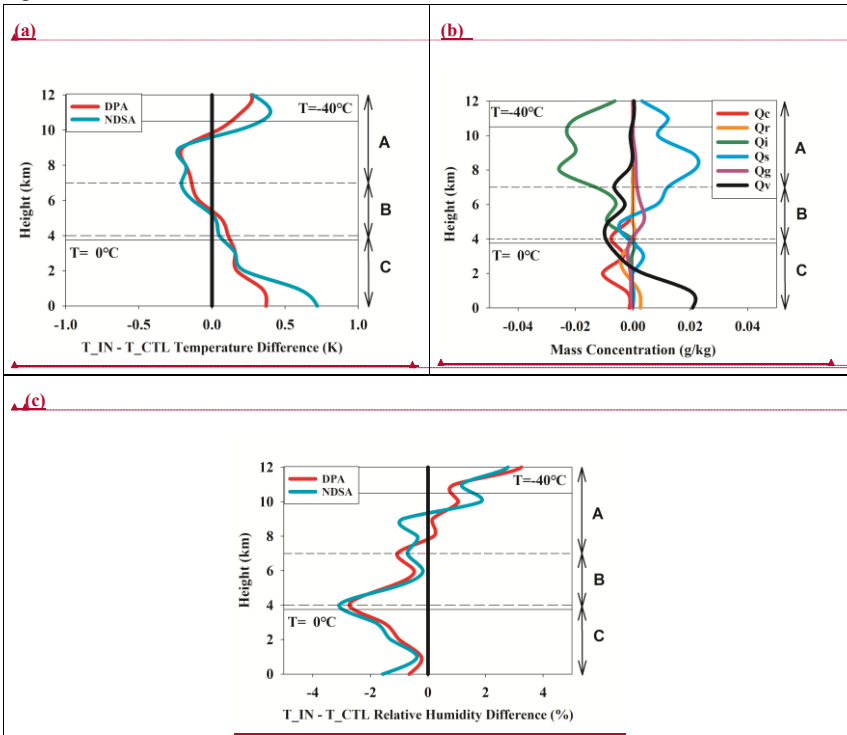 (a)
12
10
8
6
4
2
0
Height (km)
DPA
NDSA
T=-40°C
T= 0°C
A
B
C
-1.0 -0.5 0.0 0.5 1.0
T_IN - T_CTL Temperature Difference (K)
(b)
12
10
8
6
4
2
0
Height (km)
T=-40°C
T= 0°C
Qc
Qr
Qi
Qs
Qg
Qv
A
B
C
-0.04 -0.02 0.00 0.02 0.04
Mass Concentration (g/kg)
(c)
12
10
8
6
4
2
0
Height (km)
DPA
NDSA
T=-40°C
T= 0°C
A
B
C
-4 -2 0 2 4
T_IN - T_CTL Relative Humidity Difference (%)